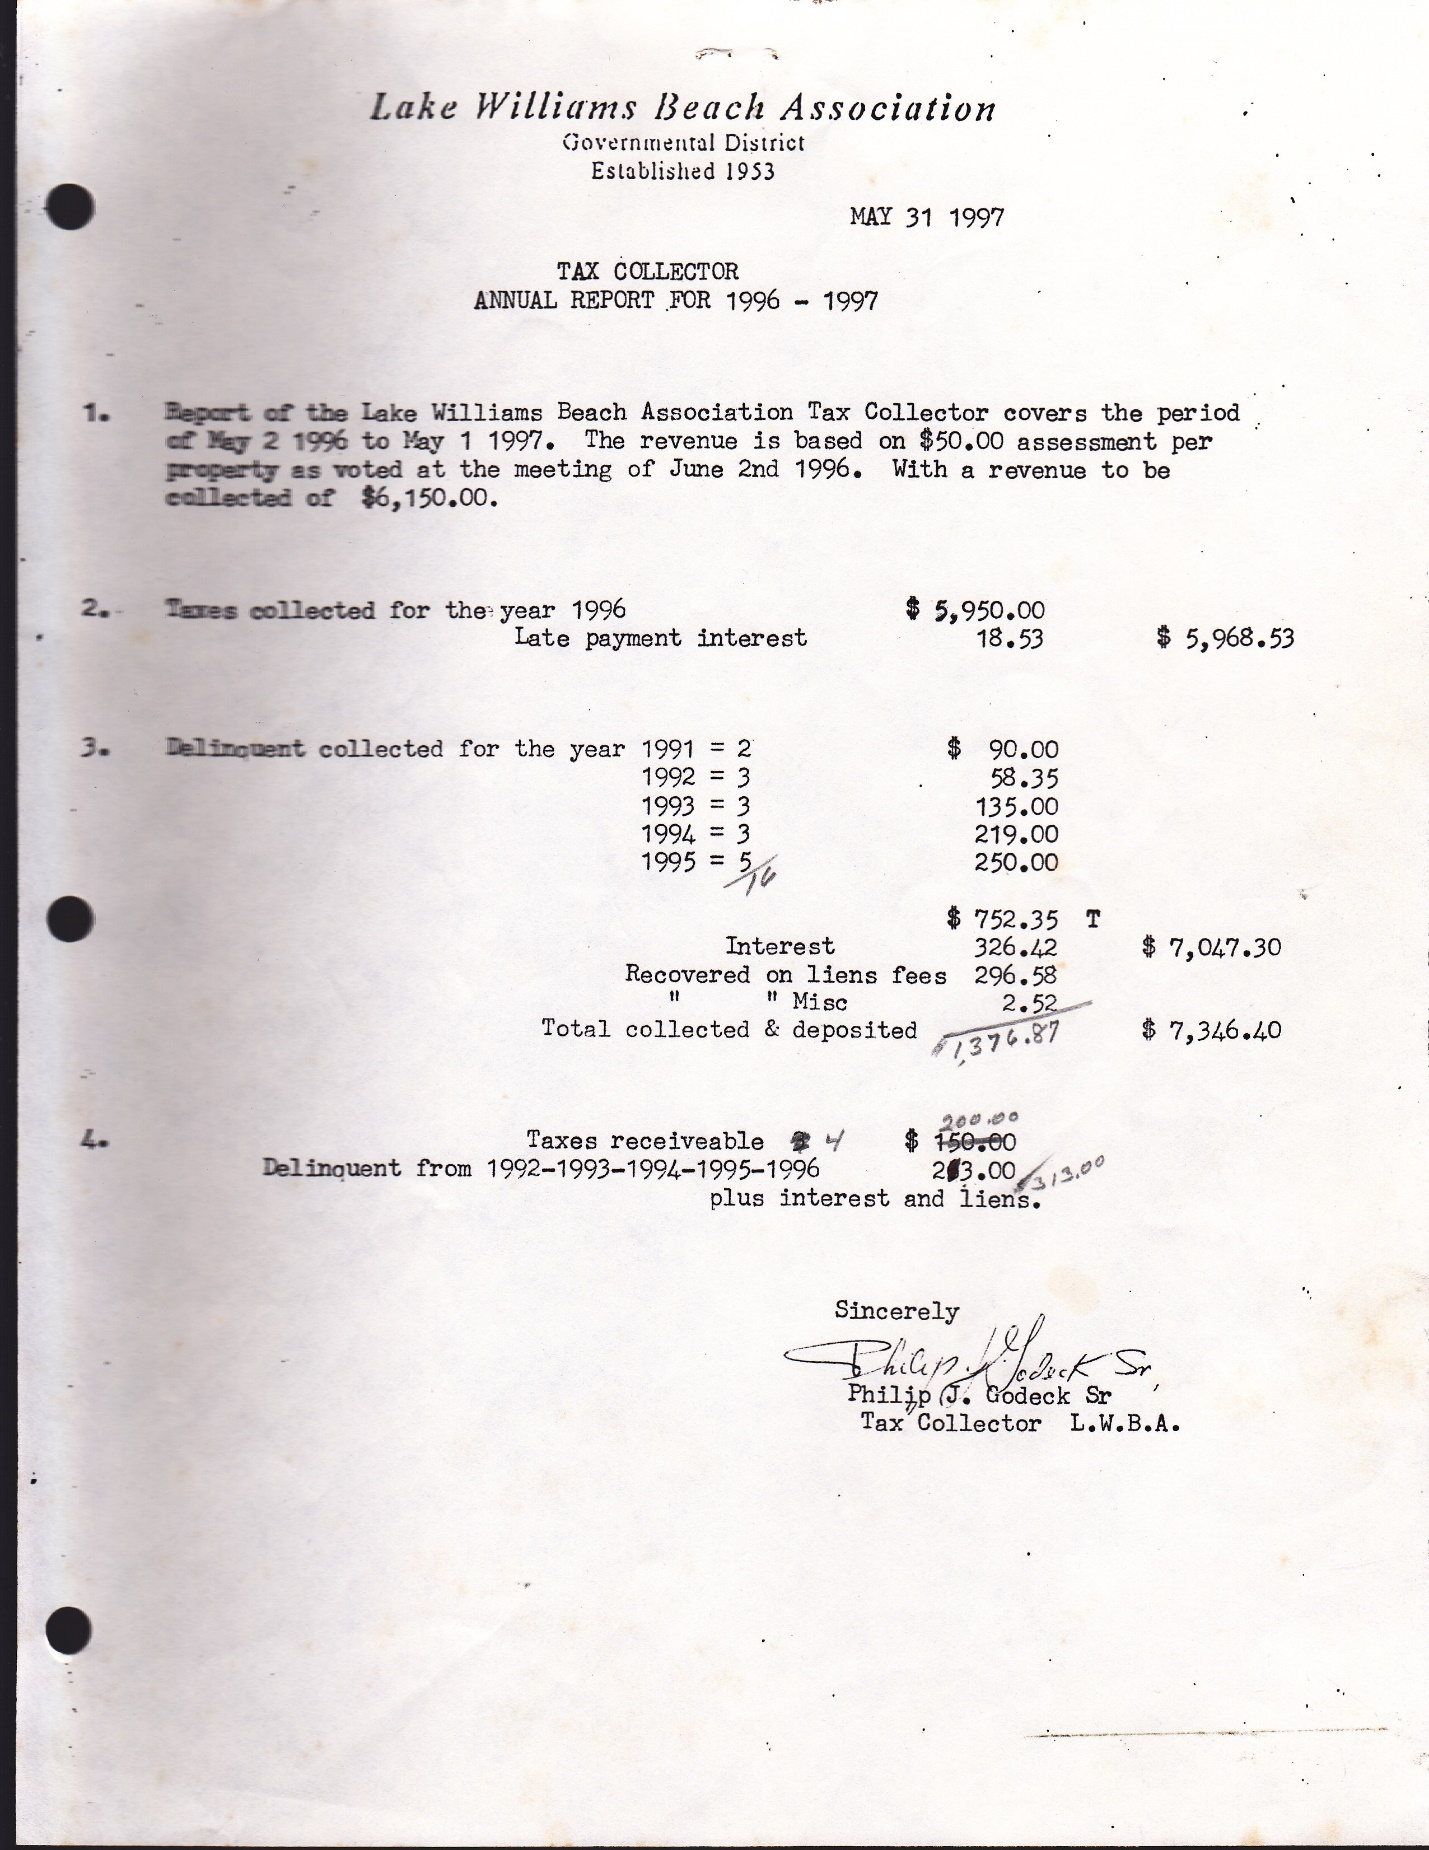 Lake Williams Beach Association
Governmental District
Established 1953
MAY 31 1997
TAX COLLECTOR
ANNUAL REPORT FOR 1996 - 1997
1. Report of the Lake Williams Beach Association Tax Collector covers the period
of May 2 1996 to May 1 1997. The revenue is based on $50.00 assessment per
property as voted at the meeting of June 2nd 1996. With a revenue to be
collected of $6,150.00.
2. Taxes collected for the year 1996 $ 5,950.00
Late payment interest 18.53 $ 5,968.53
3. Delinquent collected for the year 1991 = 2 $ 90.00
1992 = 3 58.35
1993 = 3 135.00
1994 = 3 219.00
1995 = 5 250.00
16
$ 752.35 T
Interest 326.42 $ 7,047.30
Recovered on liens fees 296.58
" " Misc 2.52
Total collected & deposited $1,376.87 $ 7,346.40
200.00
4. Taxes receiveable 4 $ 150.00
Delinquent from 1992-1993-1994-1995-1996 $313.00
plus interest and liens.
Sincerely
Philip J. Godeck Sr.
Philip J. Godeck Sr
Tax Collector L.W.B.A.